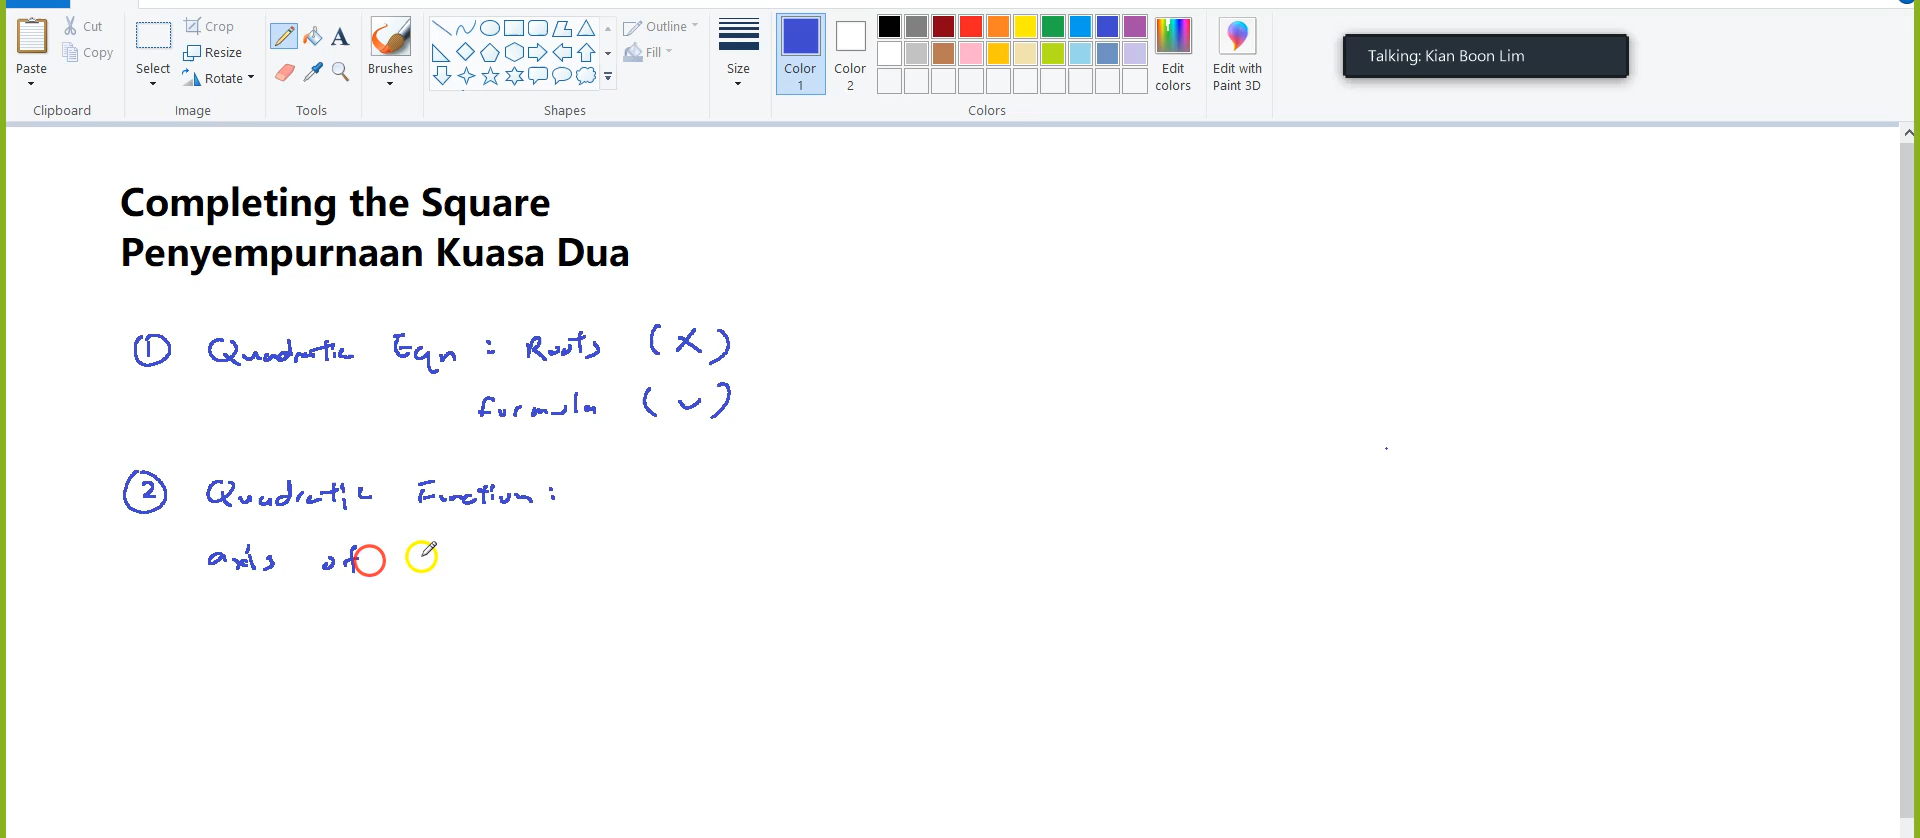 Paste
Clipboard
Cut
Copy
Select
Crop
Resize
Rotate
Image
A
Tools
Brushes
Shapes
Outline
Fill
Size
Color 1
Color 2
Colors
Edit colors
Edit with Paint 3D
Talking: Kian Boon Lim
Completing the Square
Penyempurnaan Kuasa Dua
① Quadratic Eqn : Roots (X)
formula (✓)
② Quadratic Function :
axis of